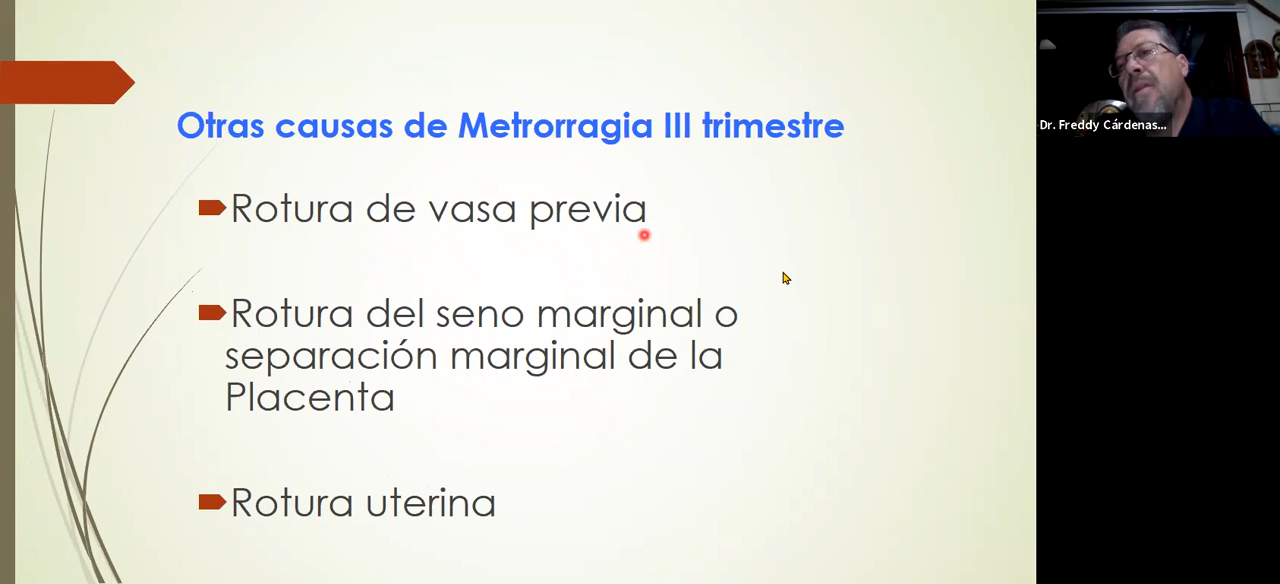 Otras causas de Metrorragia III trimestre
Rotura de vasa previa
Rotura del seno marginal o
separación marginal de la
Placenta
Rotura uterina
Dr. Freddy Cárdenas...